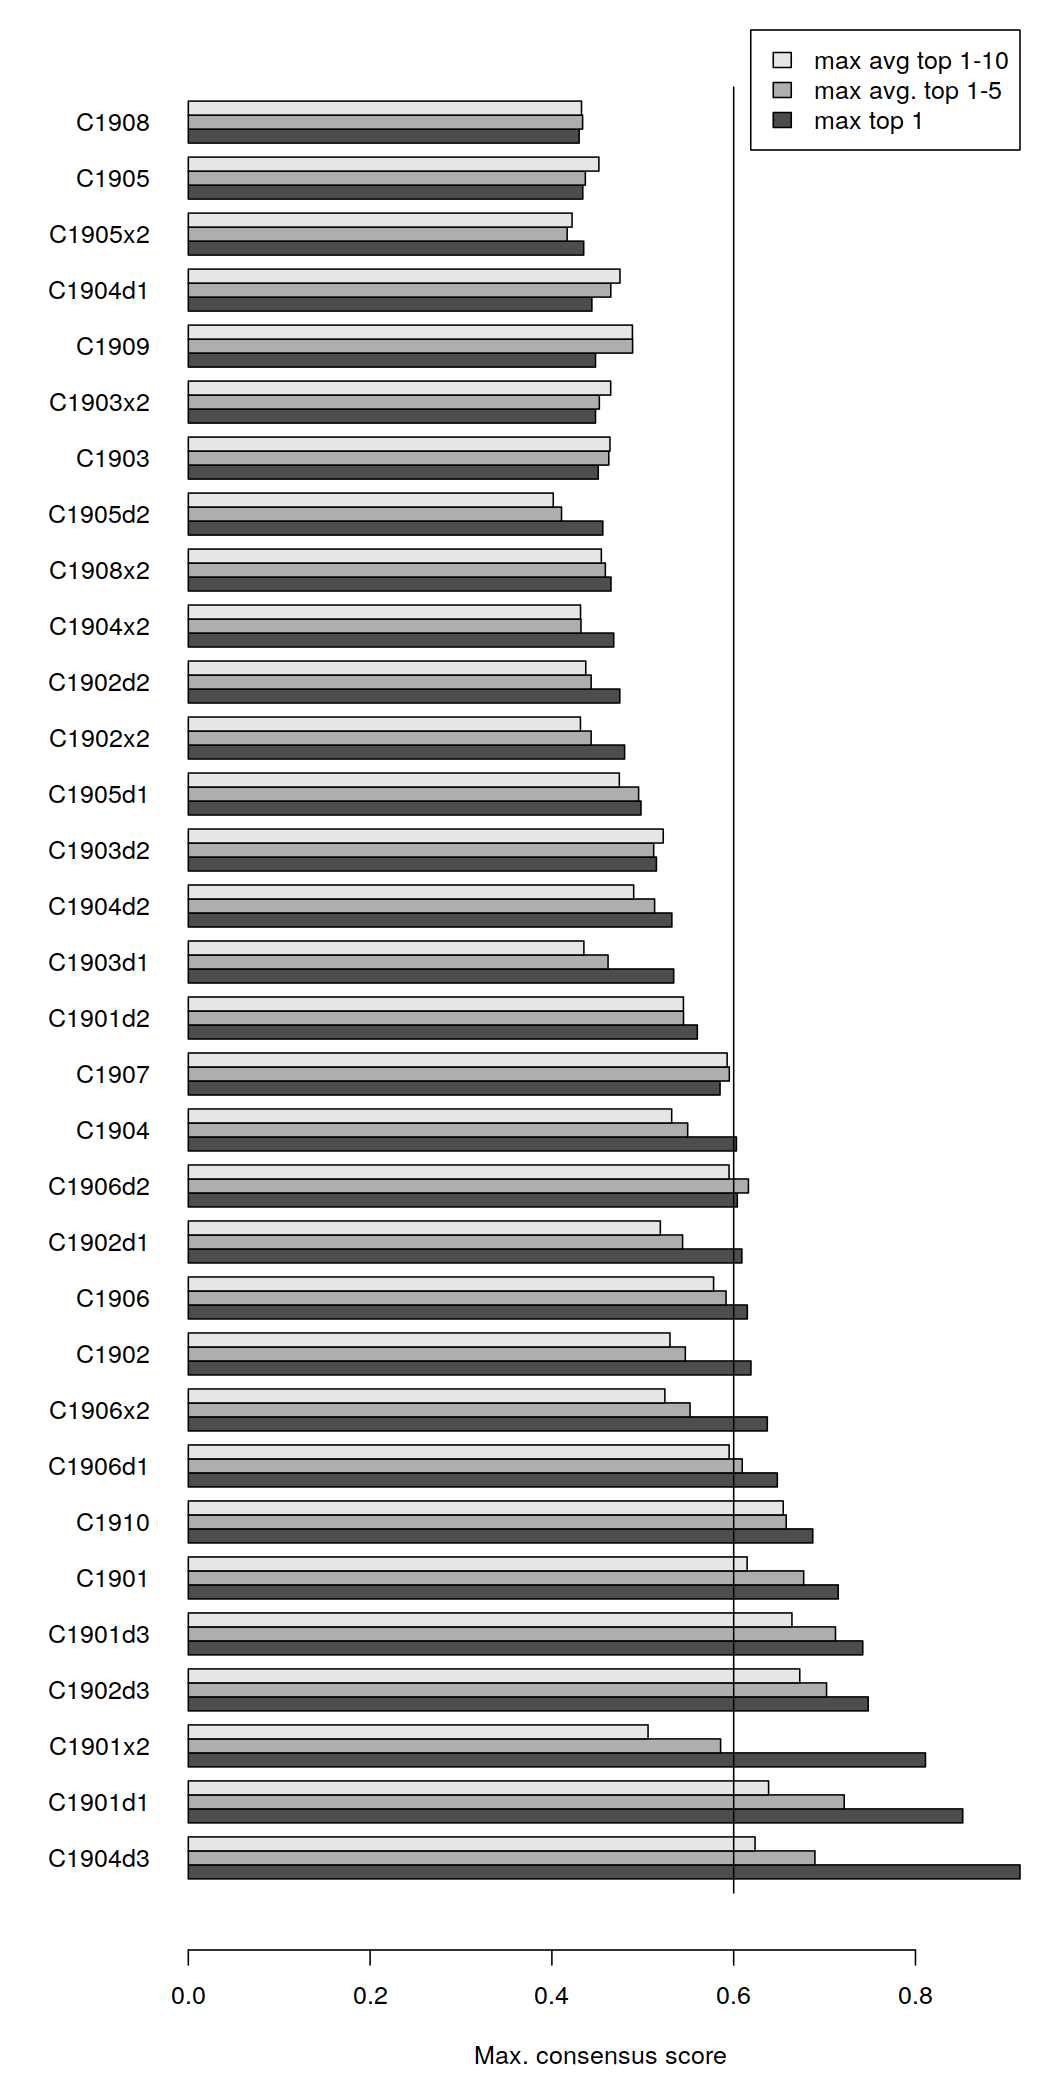 max avg top 1-10
max avg. top 1-5
max top 1
C1908
C1905
C1905x2
C1904d1
C1909
C1903x2
C1903
C1905d2
C1908x2
C1904x2
C1902d2
C1902x2
C1905d1
C1903d2
C1904d2
C1903d1
C1901d2
C1907
C1904
C1906d2
C1902d1
C1906
C1902
C1906x2
C1906d1
C1910
C1901
C1901d3
C1902d3
C1901x2
C1901d1
C1904d3
0.0 0.2 0.4 0.6 0.8
Max. consensus score